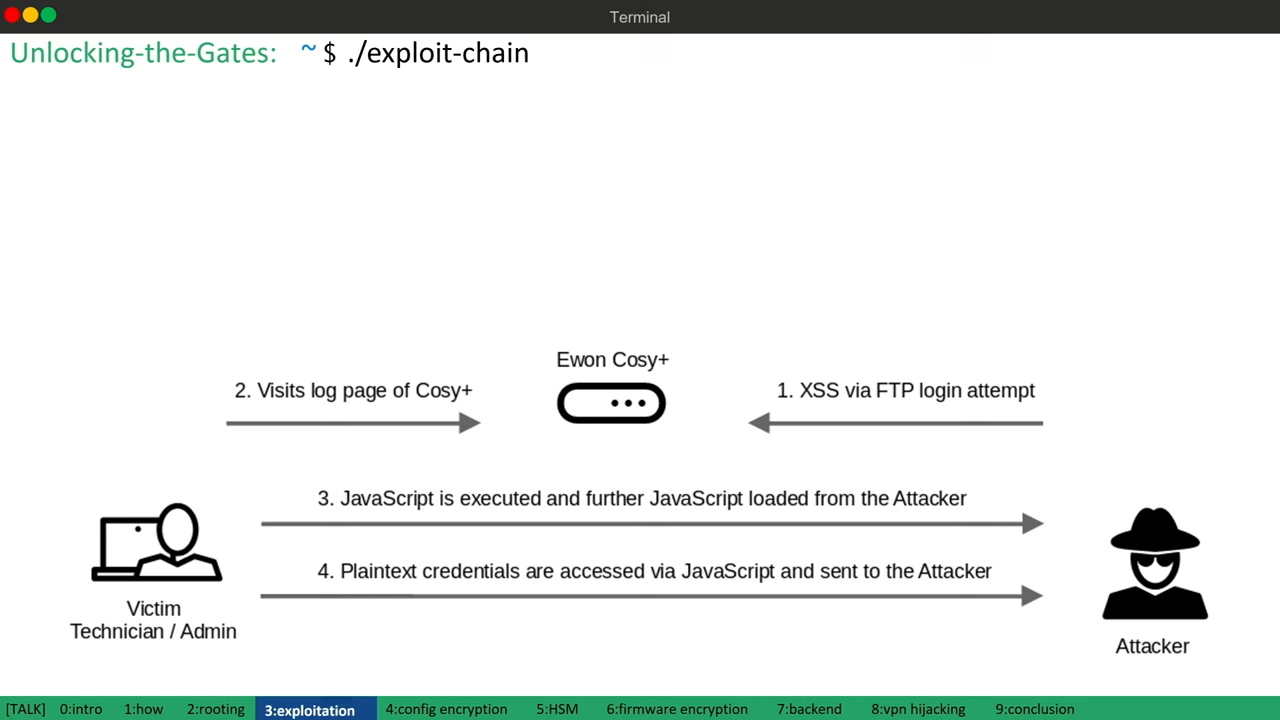 Terminal
Unlocking-the-Gates: ~ $ ./exploit-chain
Ewon Cosy+
2. Visits log page of Cosy+
1. XSS via FTP login attempt
3. JavaScript is executed and further JavaScript loaded from the Attacker
4. Plaintext credentials are accessed via JavaScript and sent to the Attacker
Victim
Technician / Admin
Attacker
[TALK] 0:intro 1:how 2:rooting 3:exploitation 4:config encryption 5:HSM 6:firmware encryption 7:backend 8:vpn hijacking 9:conclusion